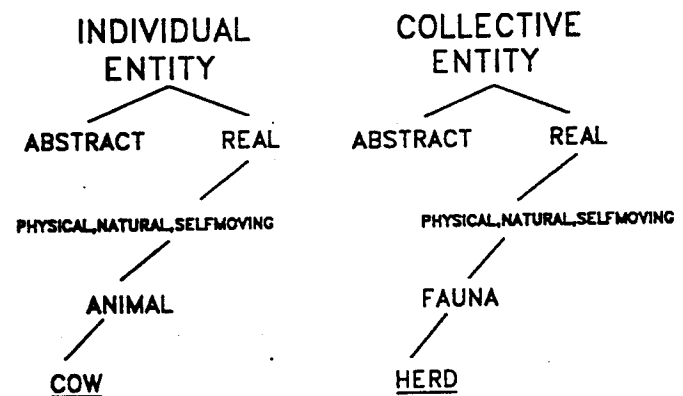 INDIVIDUAL
ENTITY
ABSTRACT
REAL
PHYSICAL,NATURAL,SELFMOVING
ANIMAL
COW
COLLECTIVE
ENTITY
ABSTRACT
REAL
PHYSICAL,NATURAL,SELFMOVING
FAUNA
HERD